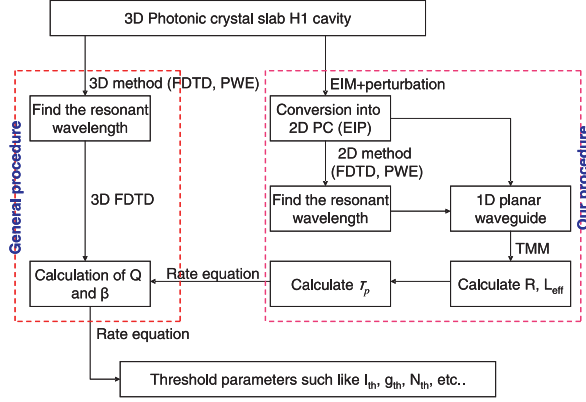 3D Photonic crystal slab H1 cavity
3D method (FDTD, PWE)
EIM+perturbation
General procedure
Find the resonant
wavelength
Conversion into
2D PC (EIP)
Our procedure
2D method
(FDTD, PWE)
3D FDTD
Find the resonant
wavelength
1D planar
waveguide
TMM
Calculation of Q
and β
Rate equation
Calculate τp
Calculate R, Leff
Rate equation
Threshold parameters such like Ith, gth, Nth, etc..